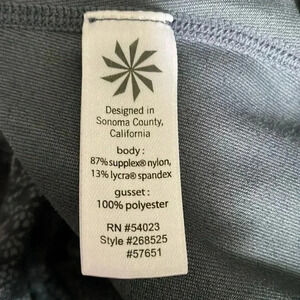 Designed in
Sonoma County,
California
body :
87% supplex® nylon,
13% lycra® spandex
gusset :
100% polyester
RN #54023
Style #268525
#57651